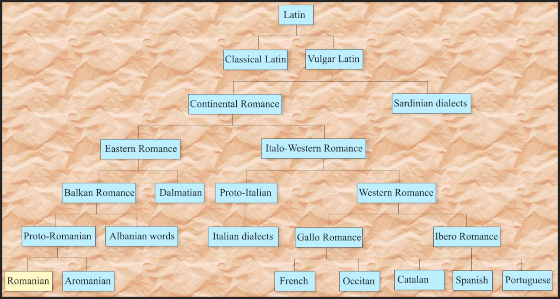 Latin
Classical Latin
Vulgar Latin
Continental Romance
Sardinian dialects
Eastern Romance
Italo-Western Romance
Balkan Romance
Dalmatian
Proto-Italian
Western Romance
Proto-Romanian
Albanian words
Italian dialects
Gallo Romance
Ibero Romance
Romanian
Aromanian
French
Occitan
Catalan
Spanish
Portuguese